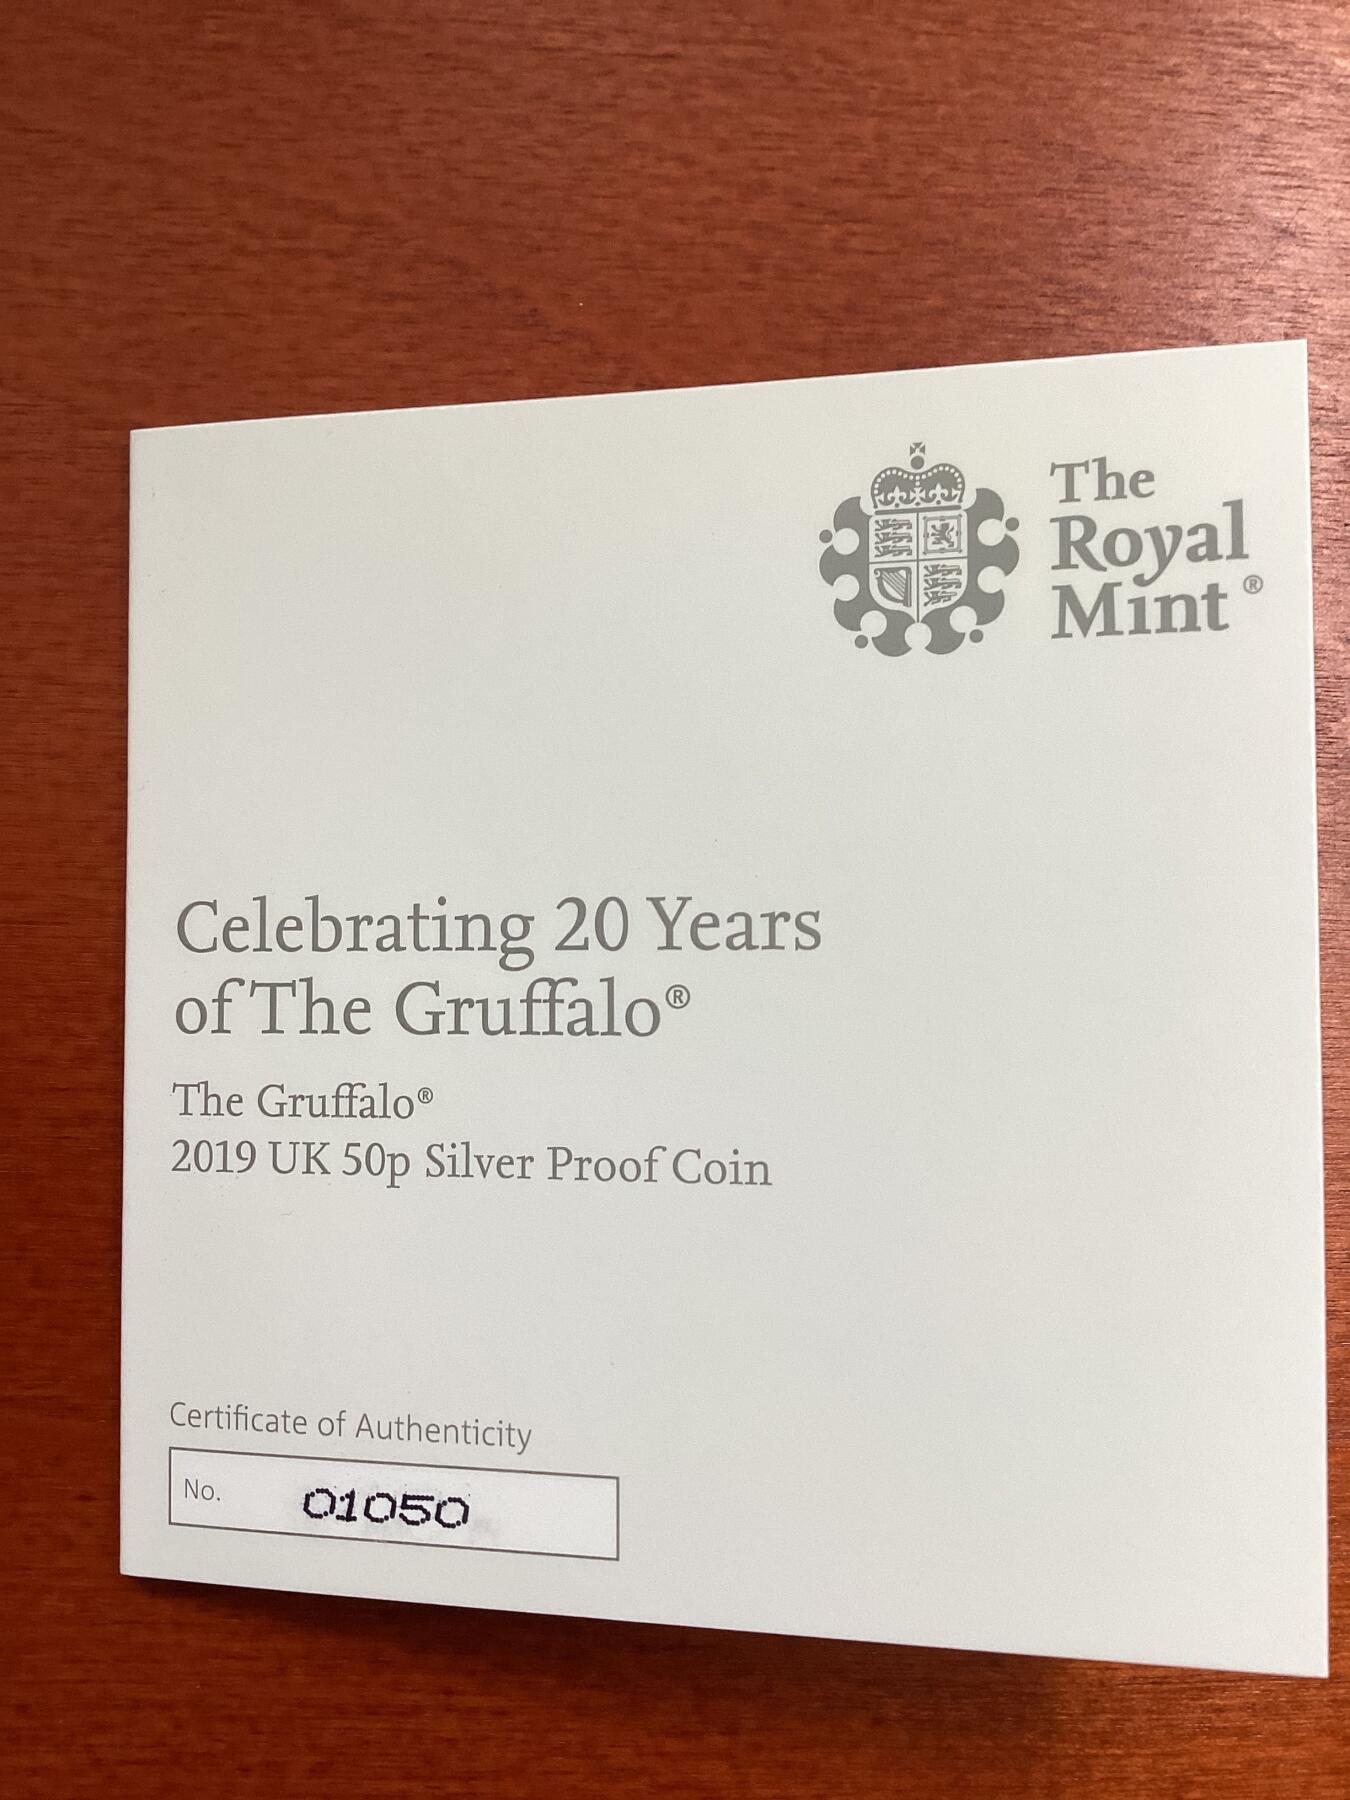 The
Royal
Mint®
Celebrating 20 Years
of The Gruffalo®
The Gruffalo®
2019 UK 50p Silver Proof Coin
Certificate of Authenticity
No. 01050